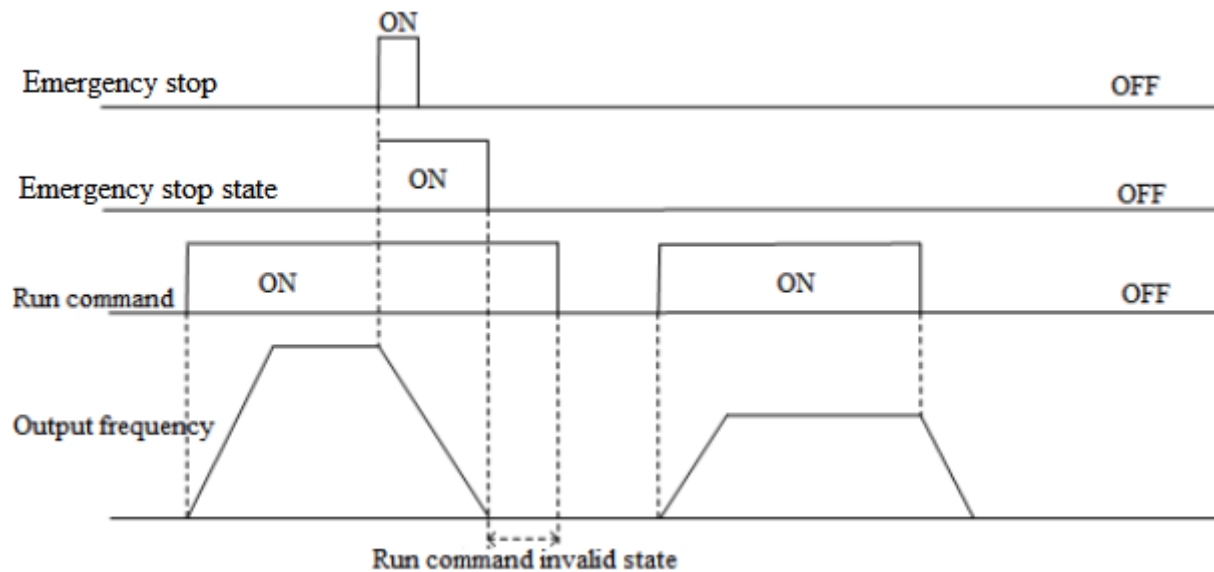 ON
Emergency stop
OFF
ON
Emergency stop state
OFF
ON
ON
Run command
OFF
Output frequency
Run command invalid state